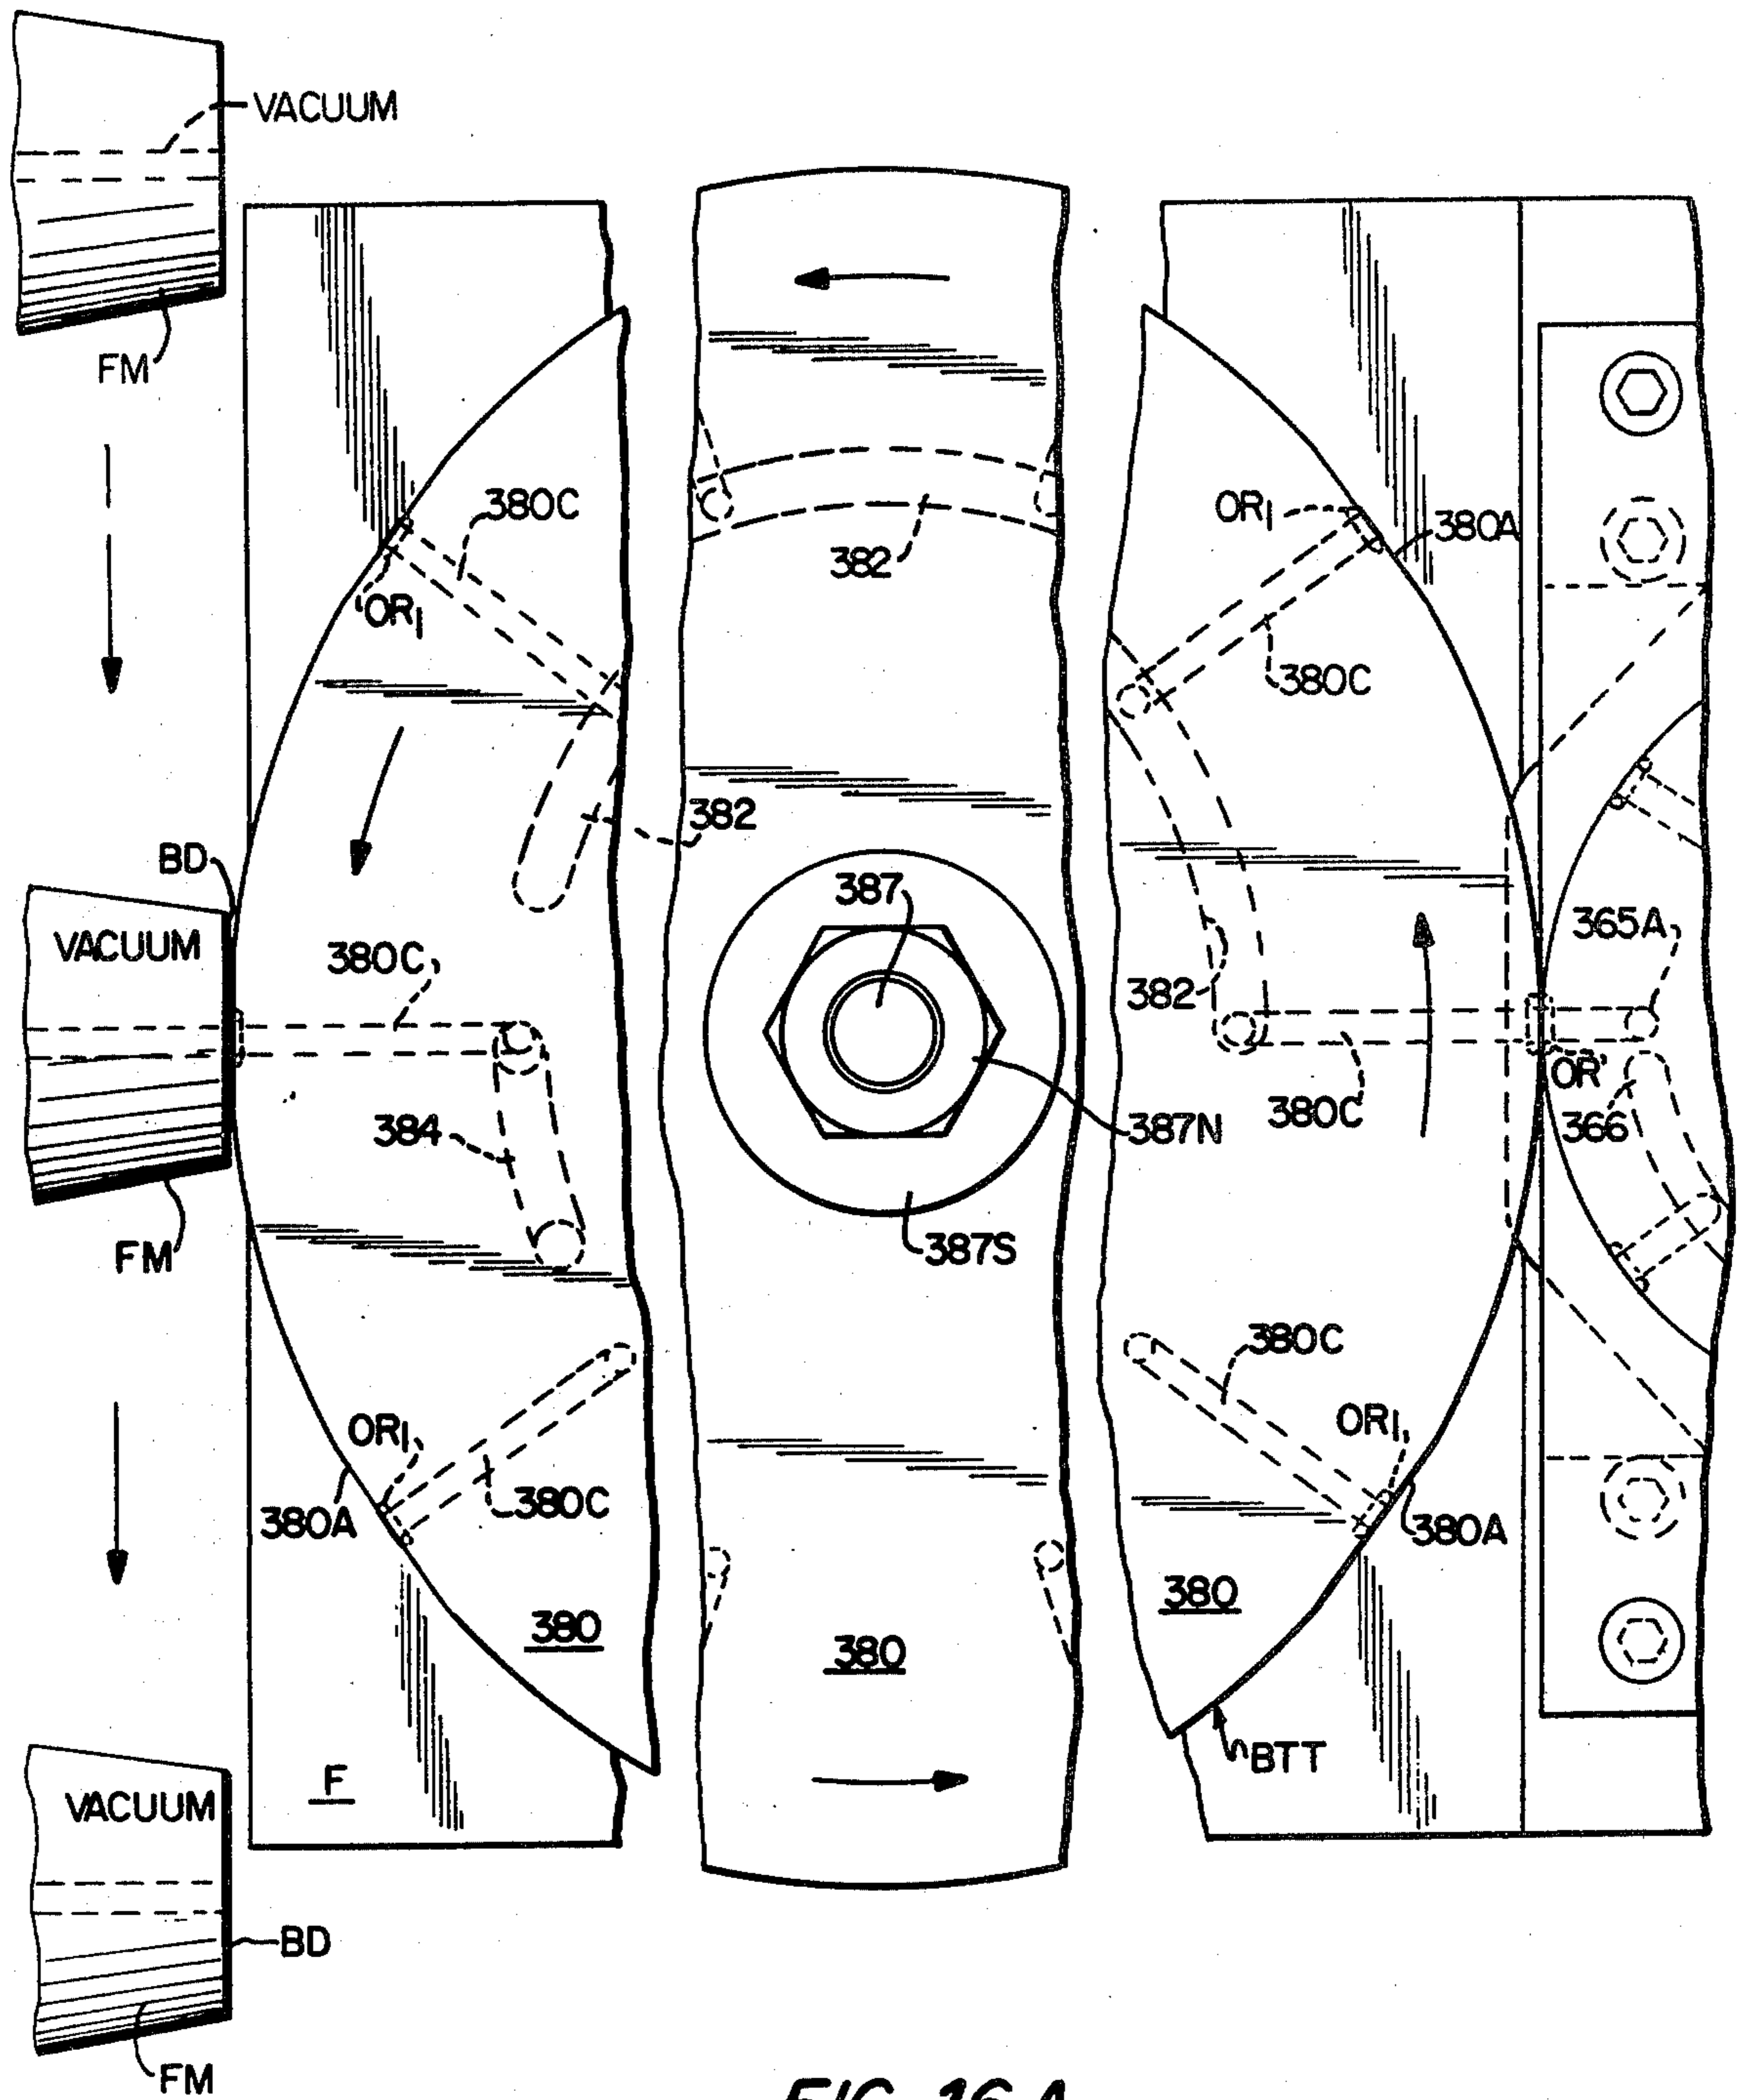 VACUUM
FM
380C
OR1
382
OR1
380A
380C
382
BD
VACUUM
380C
387
365A
382
384
380C
OR'
366
387N
FM
387S
380C
OR1
OR1
380A
380C
380A
380
380
380
BTT
F
VACUUM
BD
FM
FIG. 16A